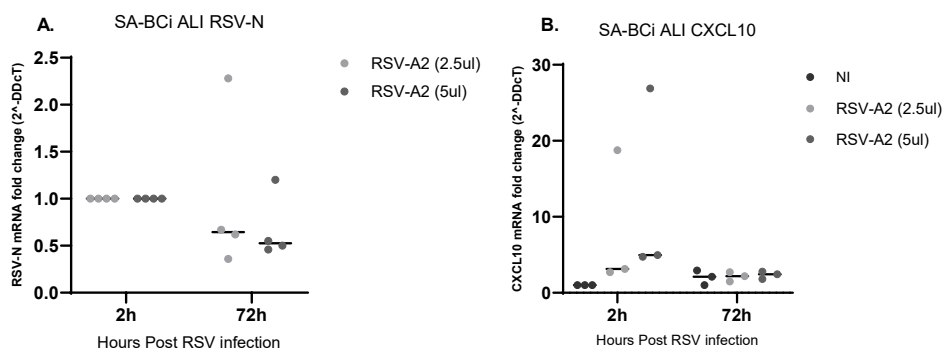 A.
SA-BCi ALI RSV-N
RSV-N mRNA fold change (2^-DDcT)
2.5
2.0
1.5
1.0
0.5
0.0
2h
72h
Hours Post RSV infection
RSV-A2 (2.5ul)
RSV-A2 (5ul)
B.
SA-BCi ALI CXCL10
CXCL10 mRNA fold change (2^-DDcT)
30
20
10
0
2h
72h
Hours Post RSV infection
NI
RSV-A2 (2.5ul)
RSV-A2 (5ul)